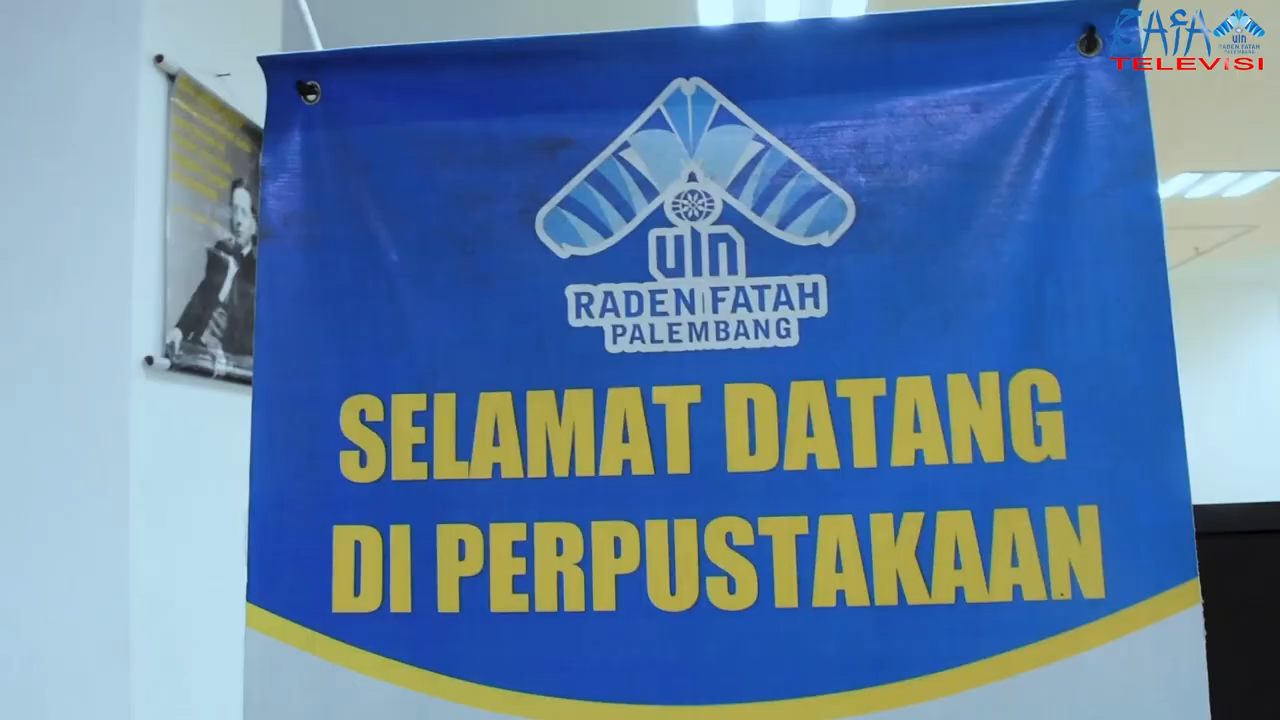 RAFA
TELEVISI
uin
RADEN FATAH
PALEMBANG
uin
RADEN FATAH
PALEMBANG
SELAMAT DATANG
DI PERPUSTAKAAN